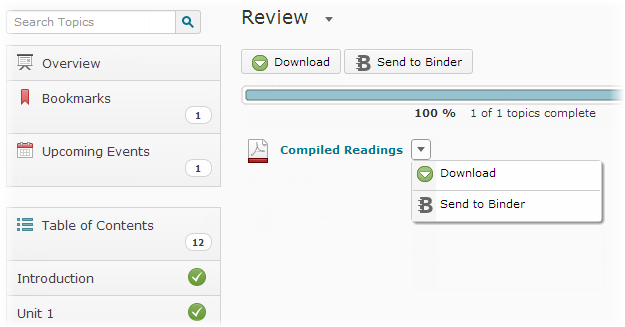 Search Topics
Overview
Bookmarks
1
Upcoming Events
1
Table of Contents
12
Introduction
Unit 1
Review
Download
Send to Binder
100 % 1 of 1 topics complete
Compiled Readings
Download
Send to Binder